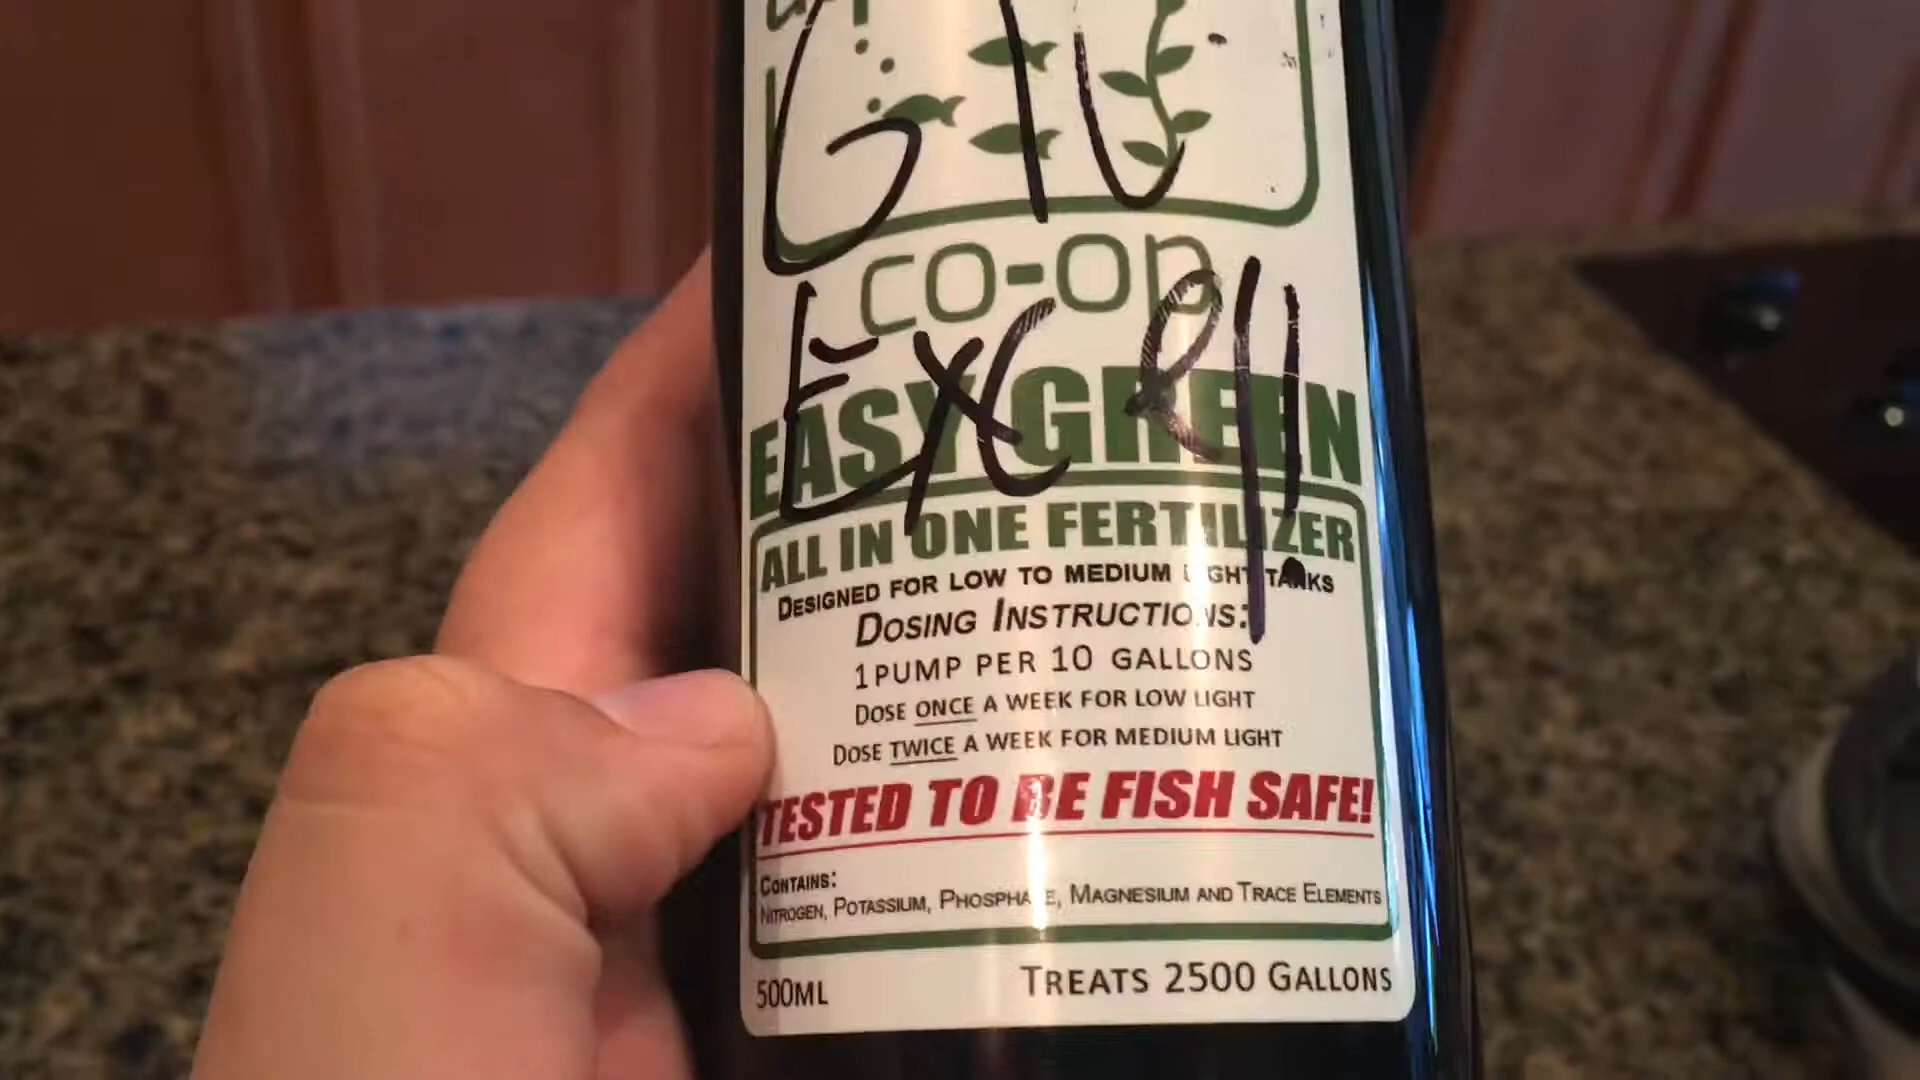 co-op
Excell
EASY GREEN
ALL IN ONE FERTILIZER
DESIGNED FOR LOW TO MEDIUM LIGHT TANKS
DOSING INSTRUCTIONS:
1 PUMP PER 10 GALLONS
DOSE ONCE A WEEK FOR LOW LIGHT
DOSE TWICE A WEEK FOR MEDIUM LIGHT
TESTED TO BE FISH SAFE!
CONTAINS:
NITROGEN, POTASSIUM, PHOSPHATE, MAGNESIUM AND TRACE ELEMENTS
500ML
TREATS 2500 GALLONS